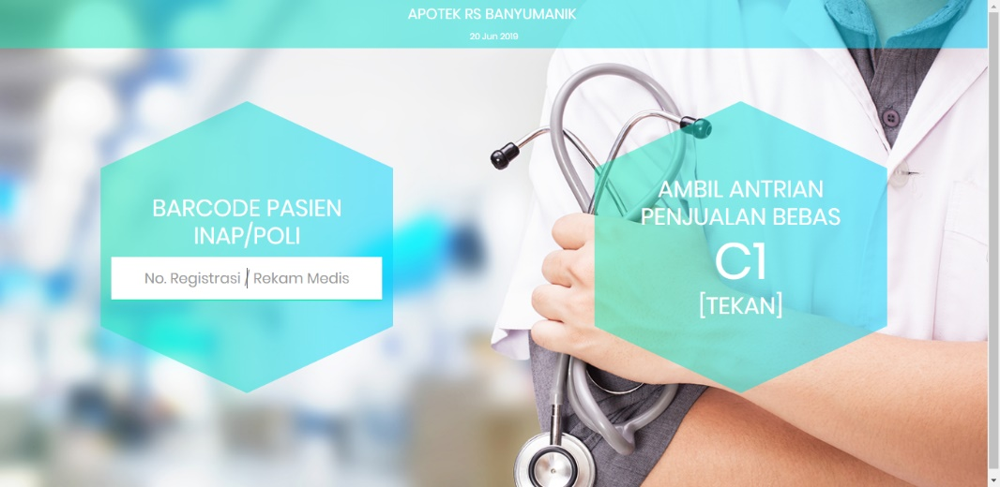 APOTEK RS BANYUMANIK
20 Jun 2019
BARCODE PASIEN
INAP/POLI
No. Registrasi / Rekam Medis
AMBIL ANTRIAN
PENJUALAN BEBAS
C1
[TEKAN]